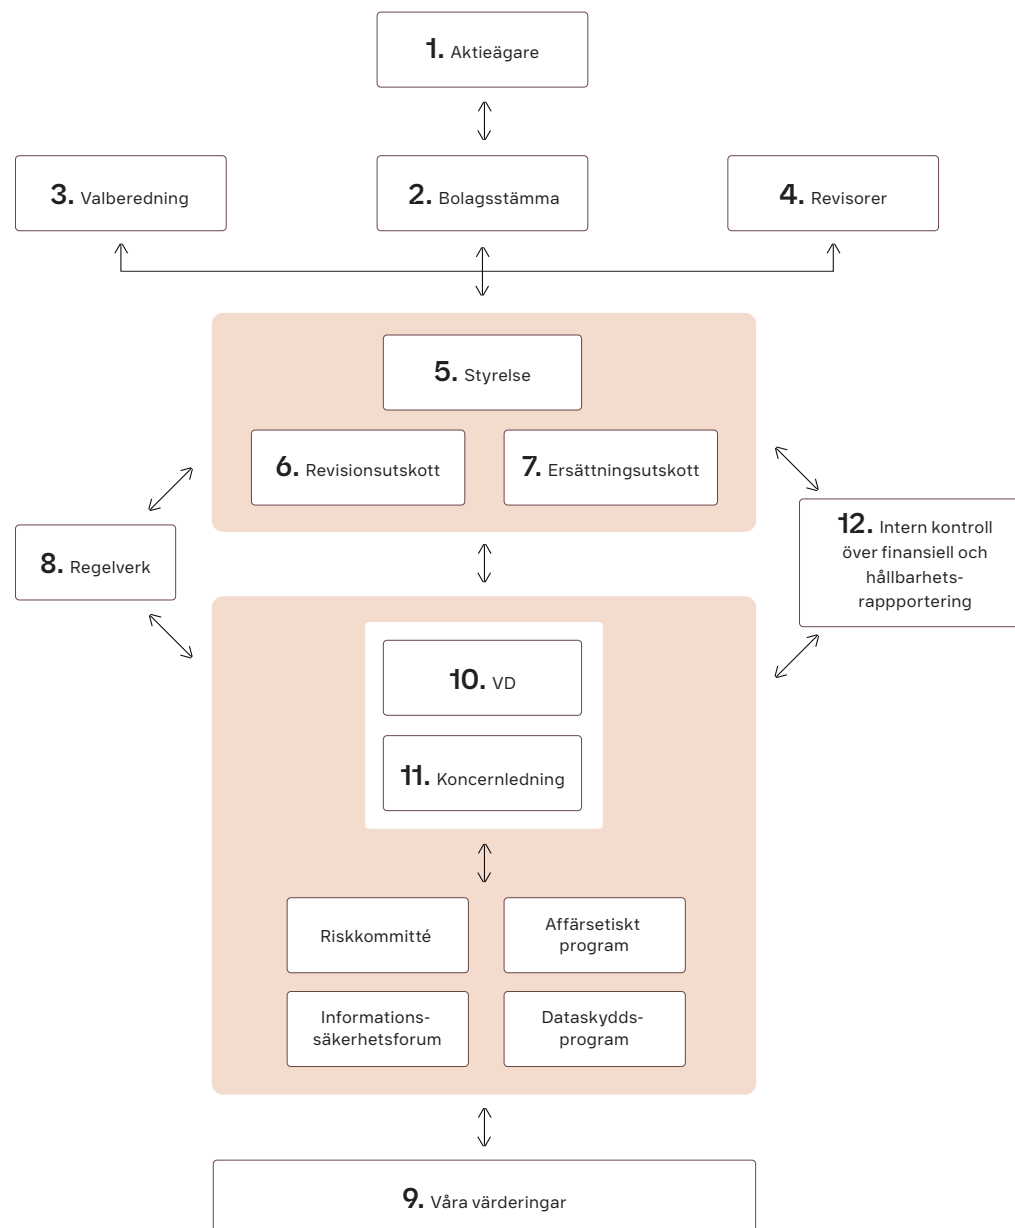 1. Aktieägare
3. Valberedning
2. Bolagsstämma
4. Revisorer
5. Styrelse
6. Revisionsutskott
7. Ersättningsutskott
8. Regelverk
12. Intern kontroll
över finansiell och
hållbarhets-
rappportering
10. VD
11. Koncernledning
Riskkommitté
Affärsetiskt
program
Informations-
säkerhetsforum
Dataskydds-
program
9. Våra värderingar